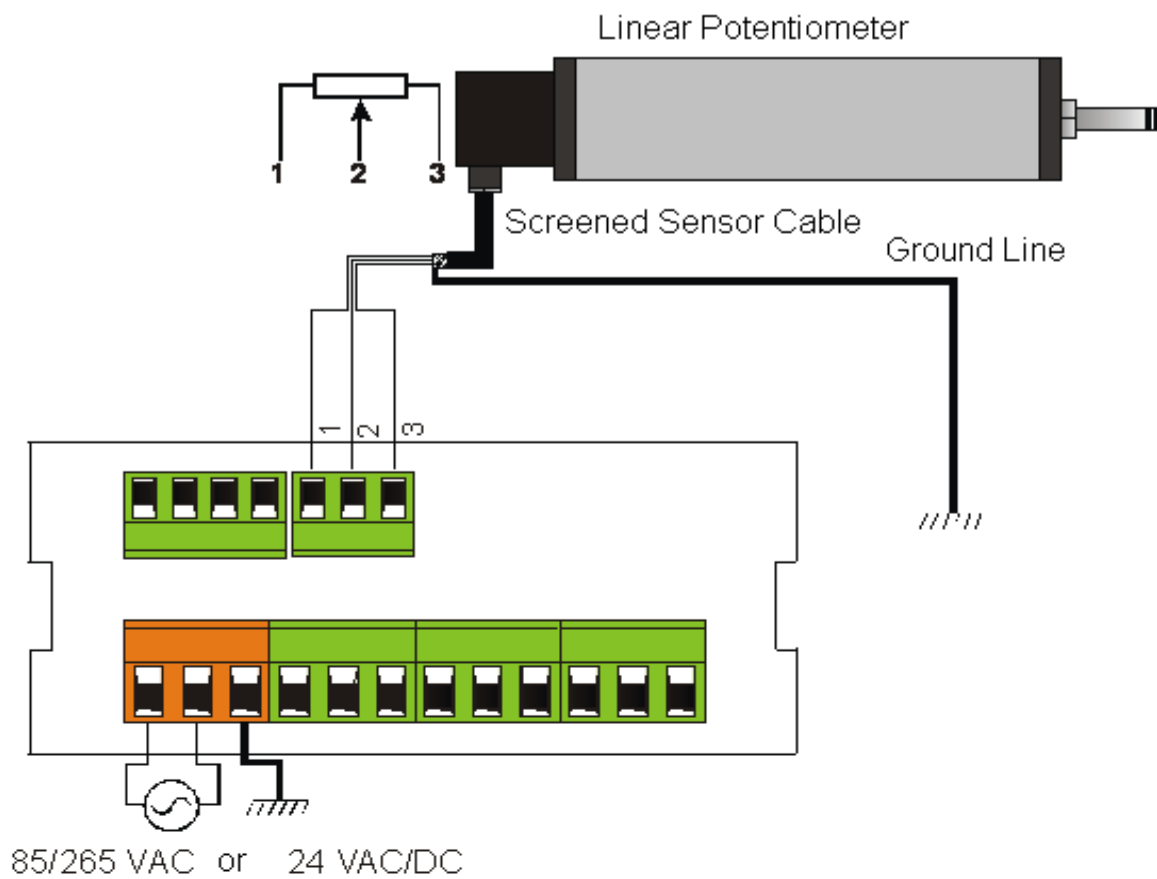 Linear Potentiometer
1 2 3
Screened Sensor Cable
Ground Line
1 2 3
85/265 VAC or 24 VAC/DC